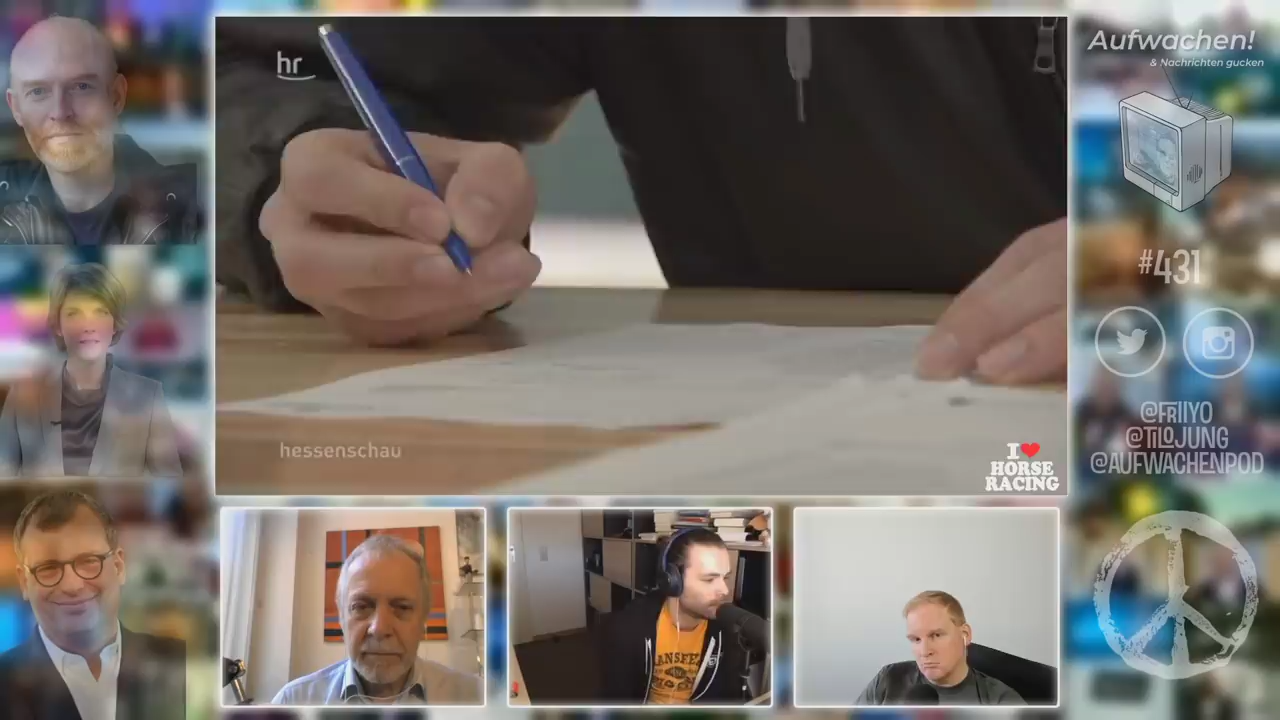 hr
hessenschau
I
HORSE
RACING
Aufwachen!
& Nachrichten gucken
#431
@FRIIYO
@TILOJUNG
@AUFWACHENPOD